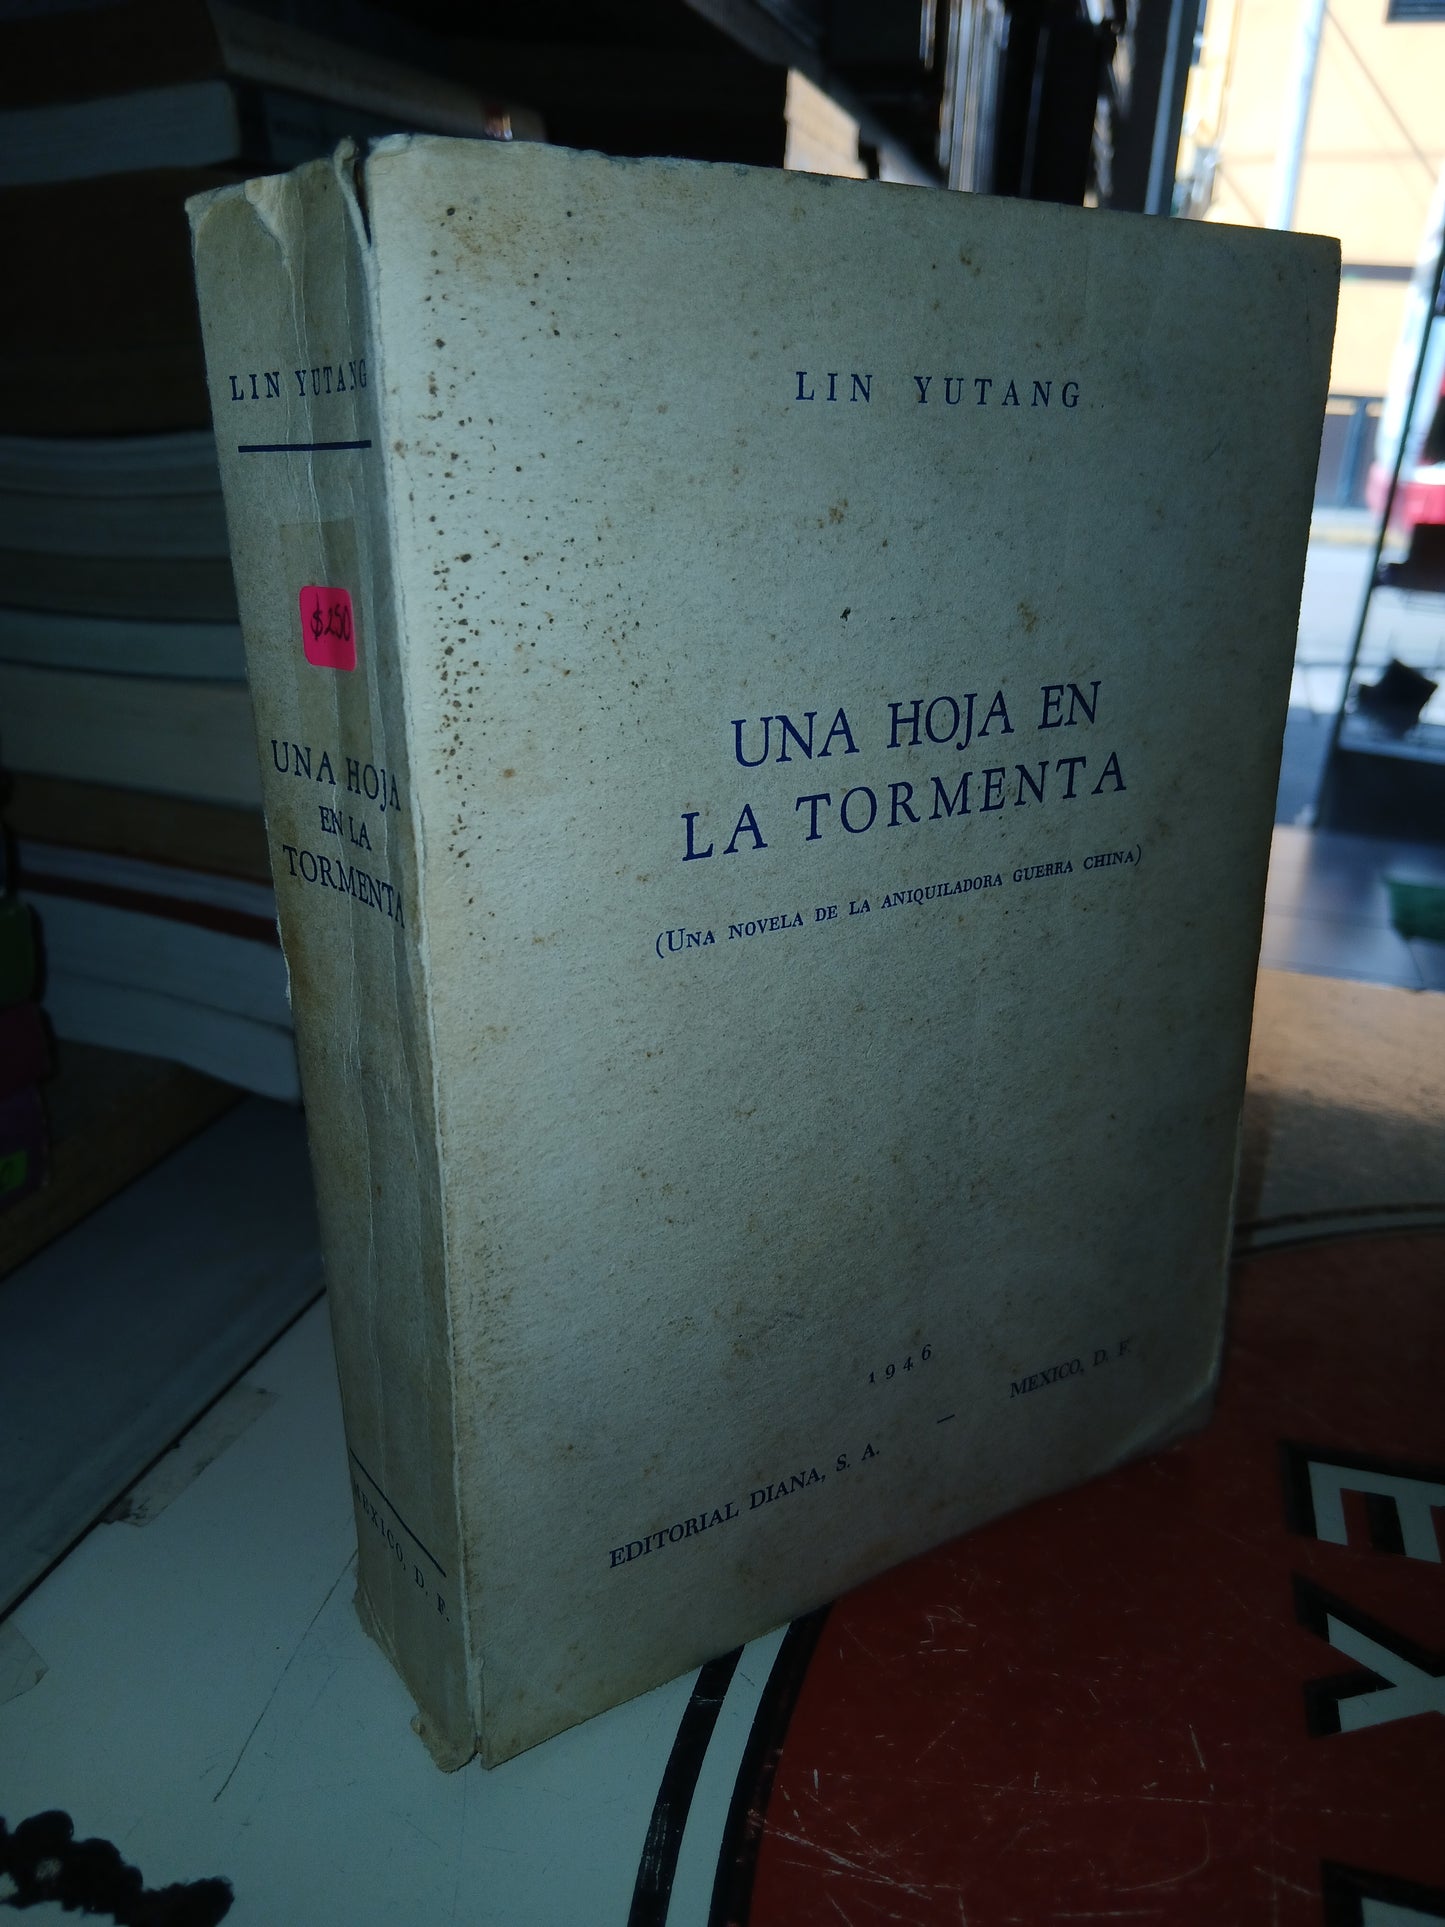 LIN YUTANG
$250
UNA HOJA
EN LA
TORMENTA
MEXICO, D. F.
LIN YUTANG
UNA HOJA EN
LA TORMENTA
(UNA NOVELA DE LA ANIQUILADORA GUERRA CHINA)
1946
EDITORIAL DIANA, S. A. — MEXICO, D. F.